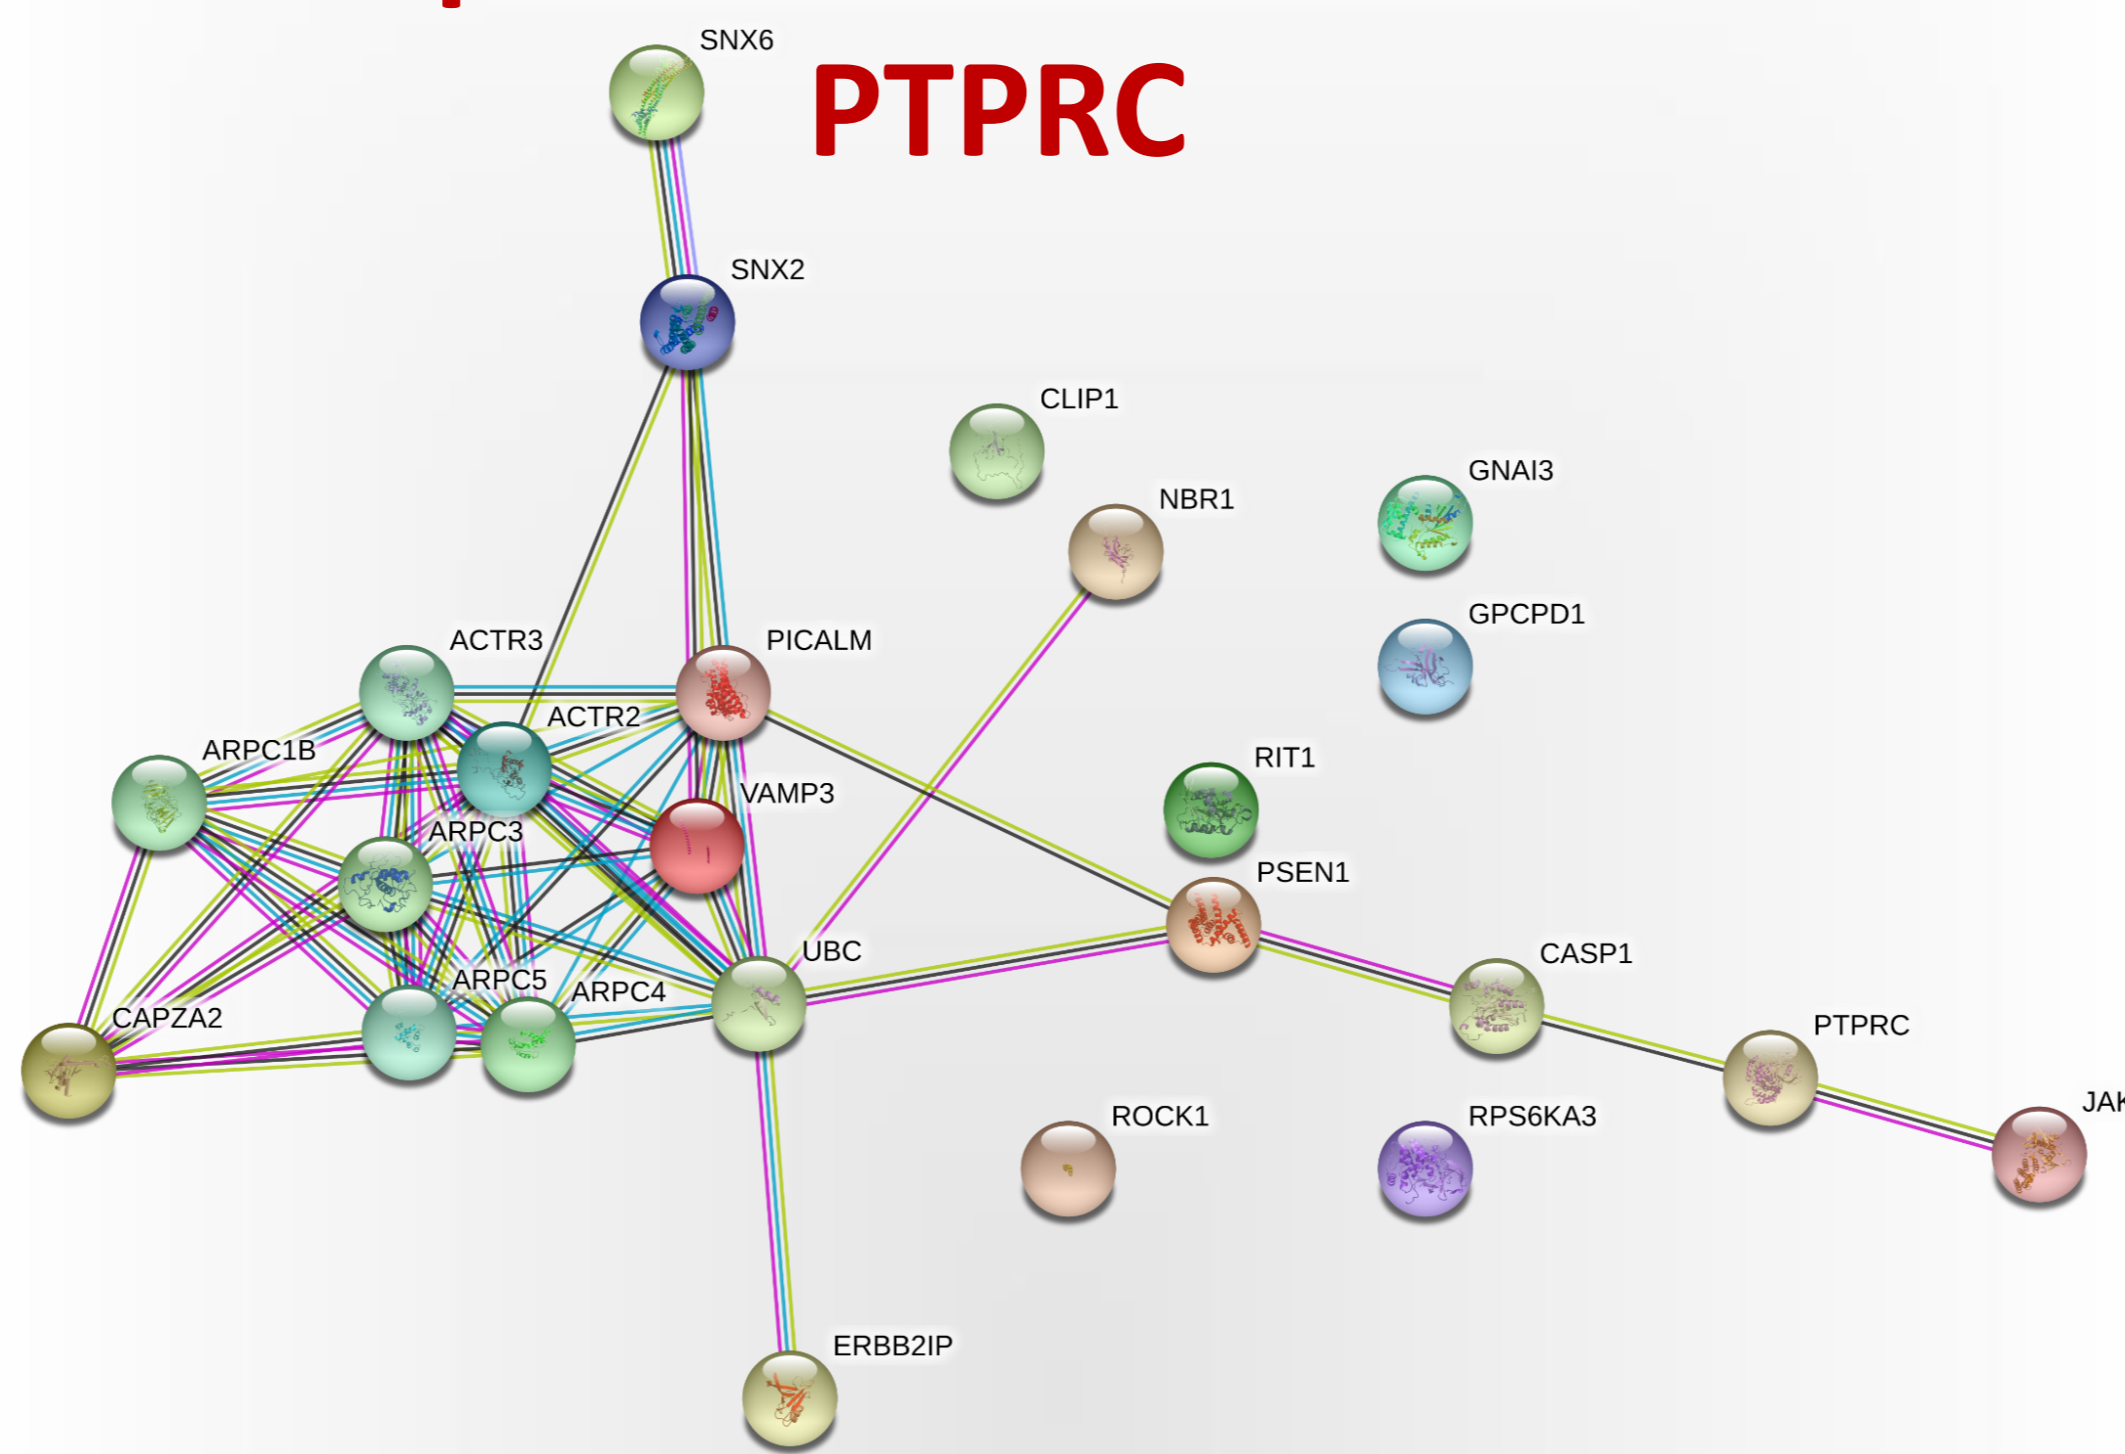 SNX6
PTPRC
SNX2
CLIP1
GNAI3
NBR1
GPCPD1
ACTR3
PICALM
ACTR2
ARPC1B
RIT1
VAMP3
ARPC3
PSEN1
UBC
CASP1
ARPC5
ARPC4
CAPZA2
PTPRC
JAK
ROCK1
RPS6KA3
ERBB2IP